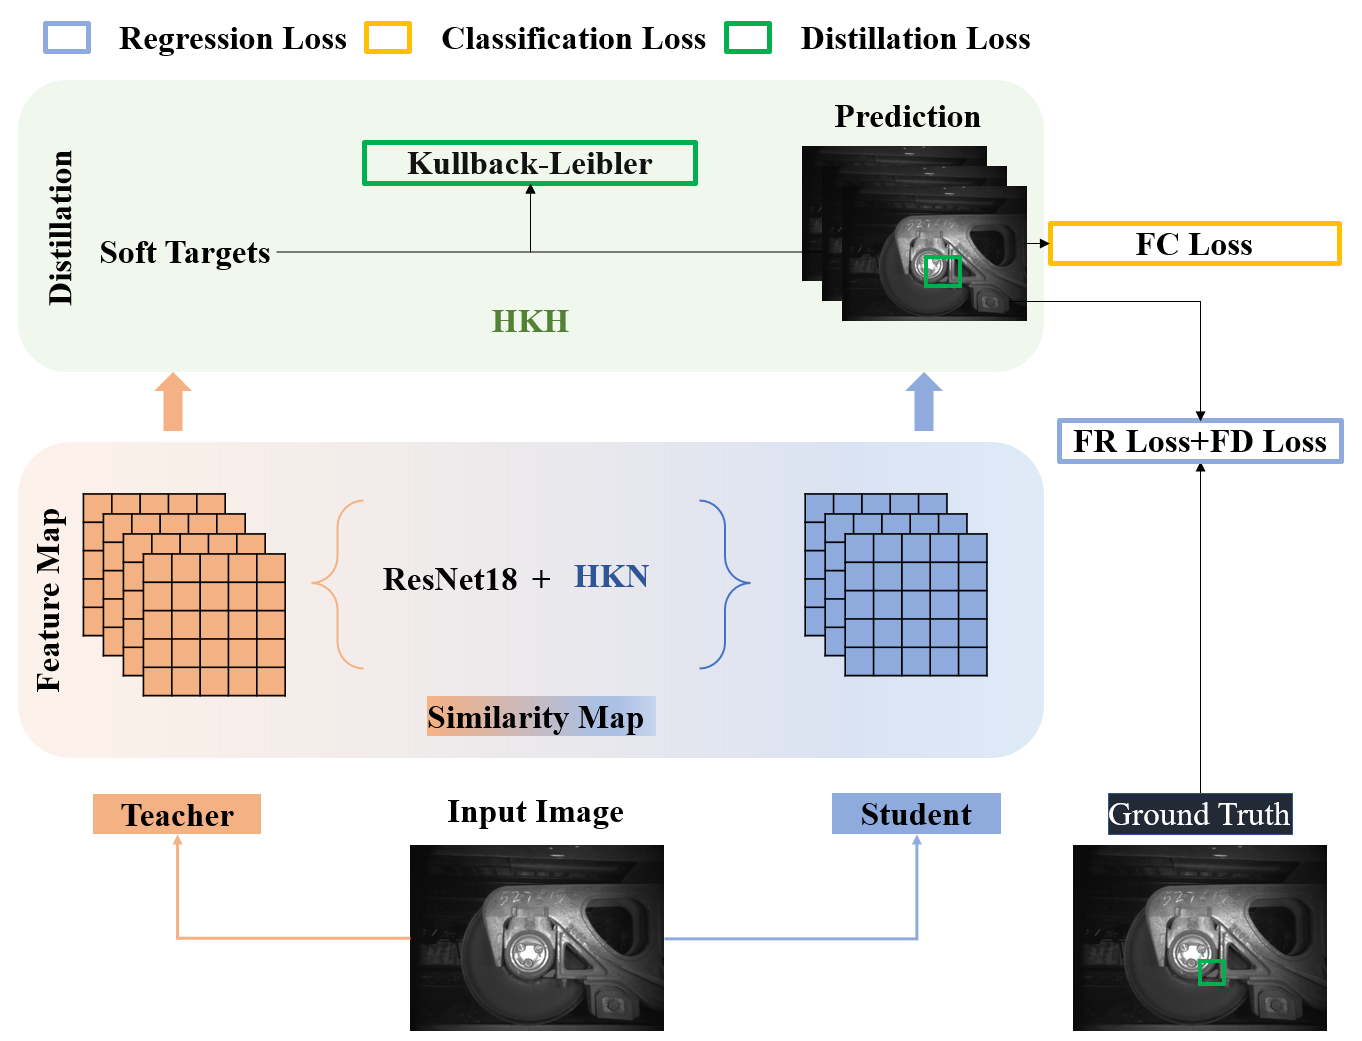 Regression Loss
Classification Loss
Distillation Loss
Distillation
Prediction
Kullback-Leibler
Soft Targets
FC Loss
HKH
FR Loss+FD Loss
Feature Map
ResNet18 + HKN
Similarity Map
Teacher
Input Image
Student
Ground Truth